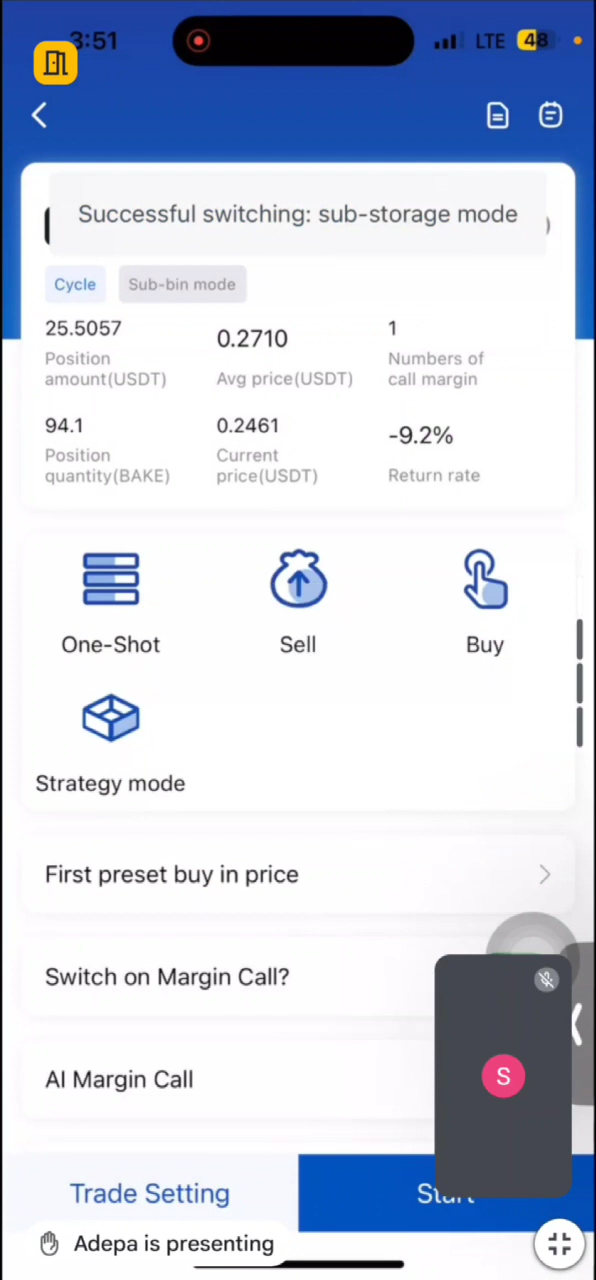 3:51
LTE 48
Successful switching: sub-storage mode
Cycle
Sub-bin mode
25.5057
0.2710
1
Position
amount(USDT)
Avg price(USDT)
Numbers of
call margin
94.1
0.2461
-9.2%
Position
quantity(BAKE)
Current
price(USDT)
Return rate
One-Shot
Sell
Buy
Strategy mode
First preset buy in price
Switch on Margin Call?
AI Margin Call
S
Trade Setting
Start
Adepa is presenting